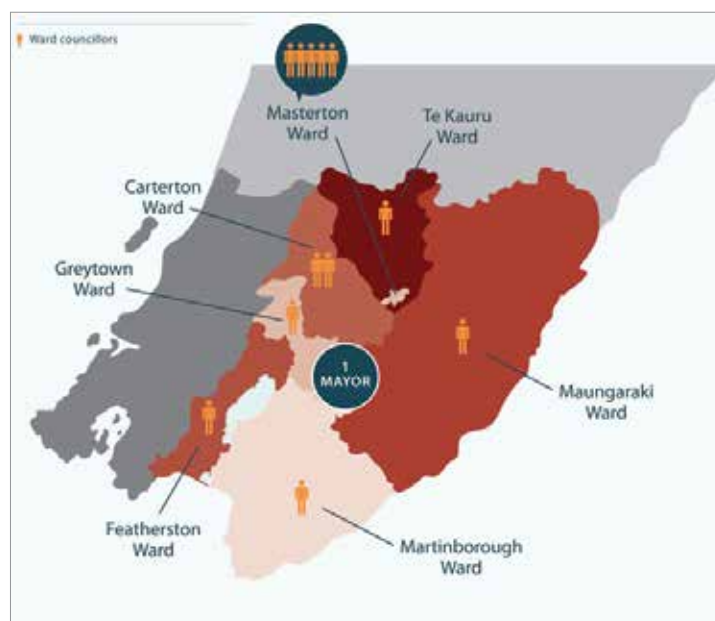 Ward councillors
Masterton
Ward
Te Kauru
Ward
Carterton
Ward
Greytown
Ward
1
MAYOR
Maungaraki
Ward
Featherston
Ward
Martinborough
Ward